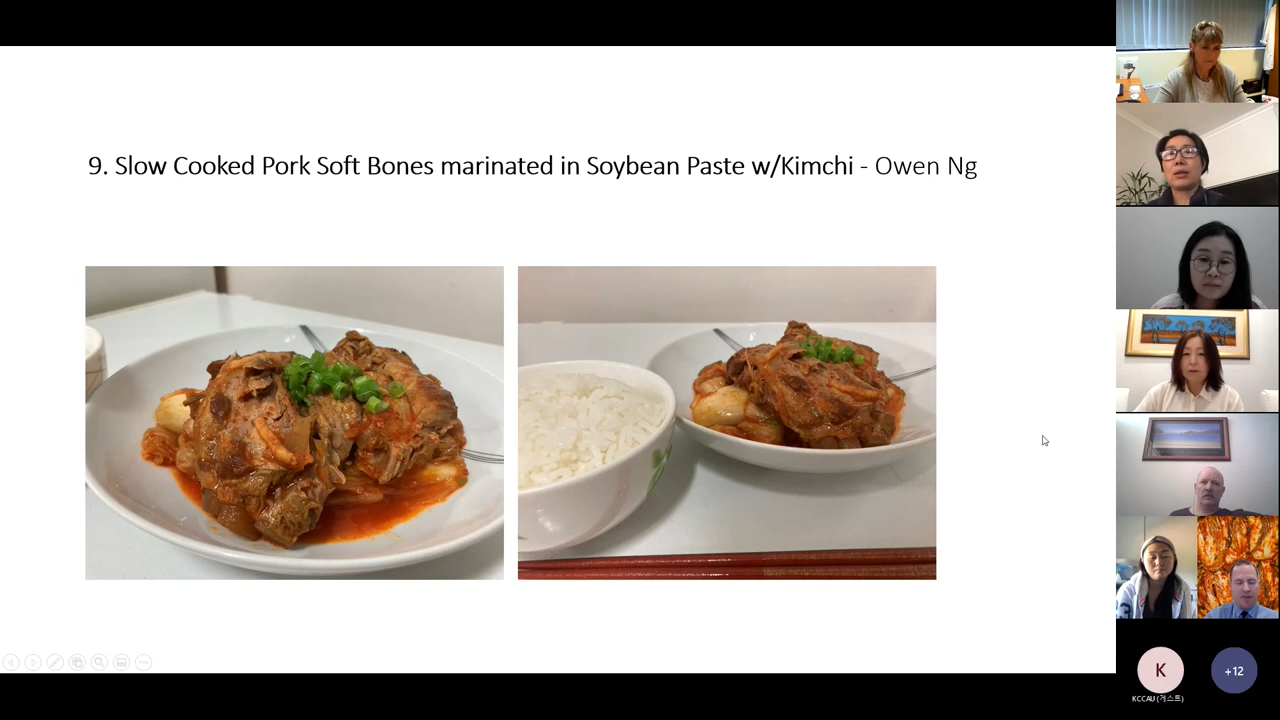 9. Slow Cooked Pork Soft Bones marinated in Soybean Paste w/Kimchi - Owen Ng
K
+12
KCCAU (게스트)